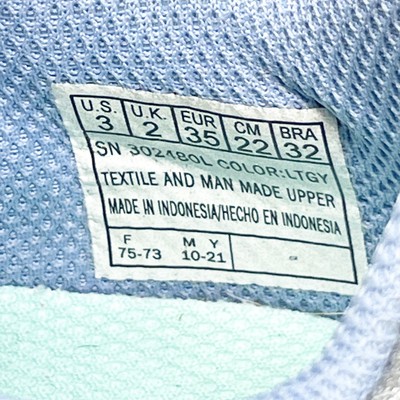 U.S. U.K. EUR CM BRA
3 2 35 22 32
SN 302480L COLOR:LTGY
TEXTILE AND MAN MADE UPPER
MADE IN INDONESIA/HECHO EN INDONESIA
F M Y
75-73 10-21